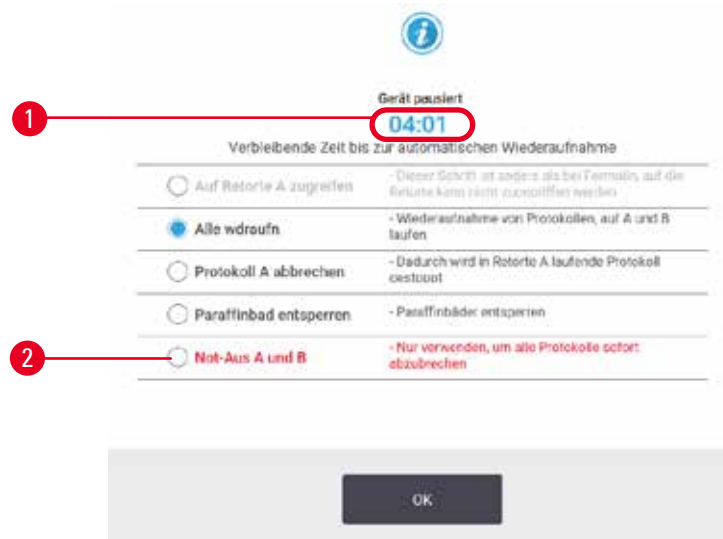 Gerät pausiert
1
04:01
Verbleibende Zeit bis zur automatischen Wiederaufnahme
Auf Retorte A zugreifen
- Dieser Schritt ist anders als bei Formalin, auf die
Retorte kann nicht zugegriffen werden
Alle wdraufn
- Wiederaufnahme von Protokollen, auf A und B
laufen
Protokoll A abbrechen
- Dadurch wird in Retorte A laufende Protokoll
gestoppt
Paraffinbad entsperren
- Paraffinbäder entsperren
2
Not-Aus A und B
- Nur verwenden, um alle Protokolle sofort
abzubrechen
OK